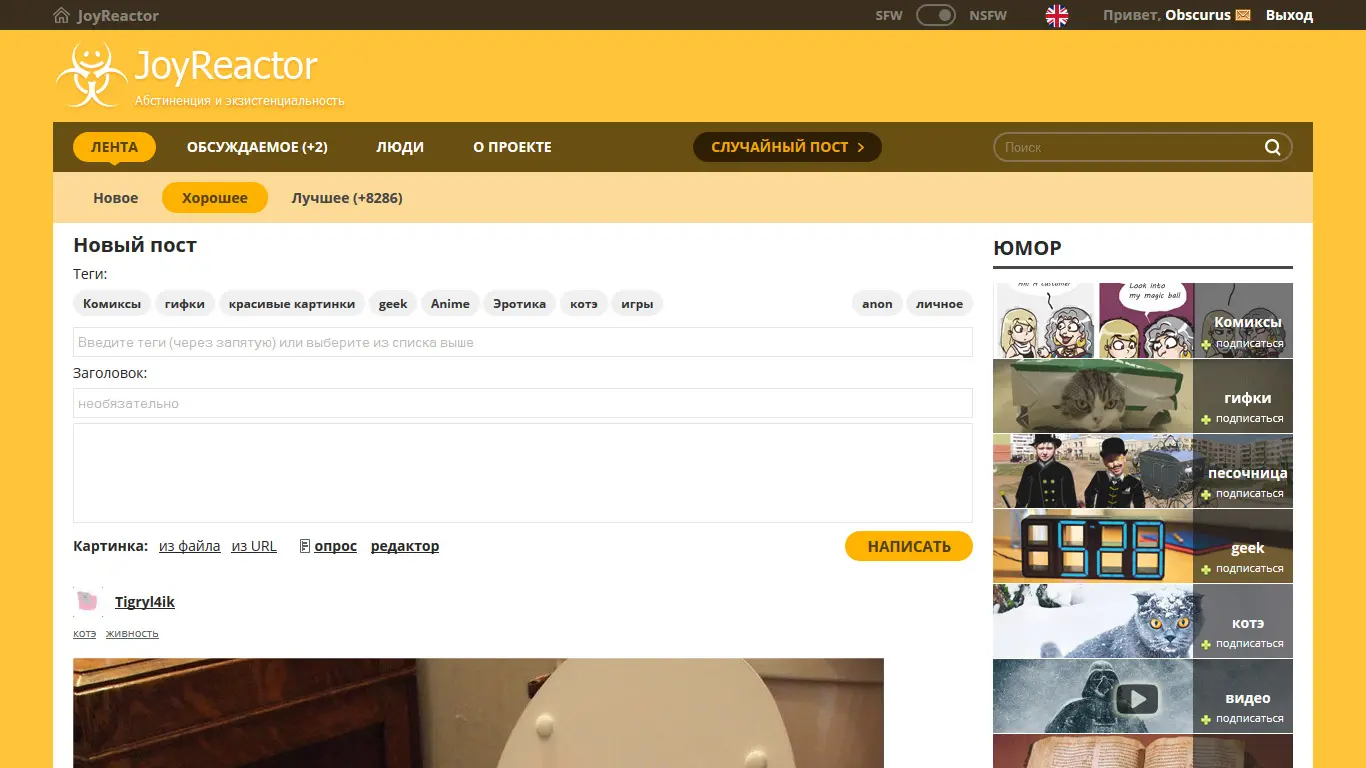 JoyReactor
SFW NSFW Привет, Obscurus Выход
JoyReactor
Абстиненция и экзистенциальность
ЛЕНТА ОБСУЖДАЕМОЕ (+2) ЛЮДИ О ПРОЕКТЕ СЛУЧАЙНЫЙ ПОСТ Поиск
Новое Хорошее Лучшее (+8286)
Новый пост
Теги:
Комиксы гифки красивые картинки geek Anime Эротика котэ игры anon личное
Введите теги (через запятую) или выберите из списка выше
Заголовок:
необязательно
Картинка: из файла из URL опрос редактор НАПИСАТЬ
Tigryl4ik
котэ живность
ЮМОР
Look into
my magic ball
Комиксы
подписаться
гифки
подписаться
песочница
подписаться
geek
подписаться
котэ
подписаться
видео
подписаться